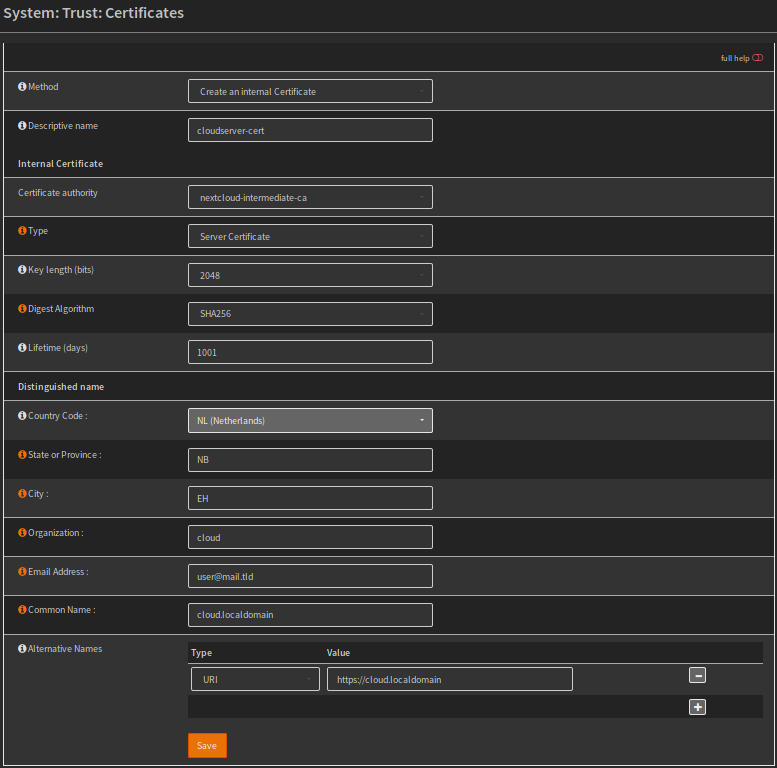 System: Trust: Certificates
full help
Method
Create an internal Certificate
Descriptive name
cloudserver-cert
Internal Certificate
Certificate authority
nextcloud-intermediate-ca
Type
Server Certificate
Key length (bits)
2048
Digest Algorithm
SHA256
Lifetime (days)
1001
Distinguished name
Country Code :
NL (Netherlands)
State or Province :
NB
City :
EH
Organization :
cloud
Email Address :
user@mail.tld
Common Name :
cloud.localdomain
Alternative Names
Type Value
URI https://cloud.localdomain
Save